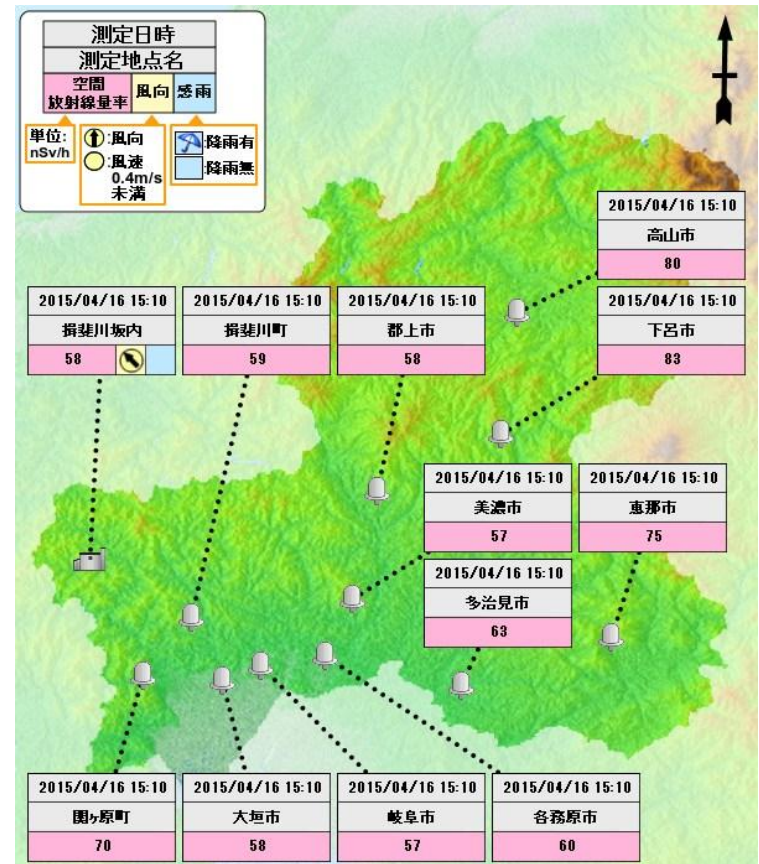 測定日時
測定地点名
空間
放射線量率
風向
感雨
単位:
nSv/h
:風向
:風速
0.4m/s
未満
:降雨有
:降雨無
2015/04/16 15:10
高山市
80
2015/04/16 15:10
下呂市
83
2015/04/16 15:10
揖斐川坂内
58
2015/04/16 15:10
揖斐川町
59
2015/04/16 15:10
郡上市
58
2015/04/16 15:10
美濃市
57
2015/04/16 15:10
恵那市
75
2015/04/16 15:10
多治見市
63
2015/04/16 15:10
関ヶ原町
70
2015/04/16 15:10
大垣市
58
2015/04/16 15:10
岐阜市
57
2015/04/16 15:10
各務原市
60